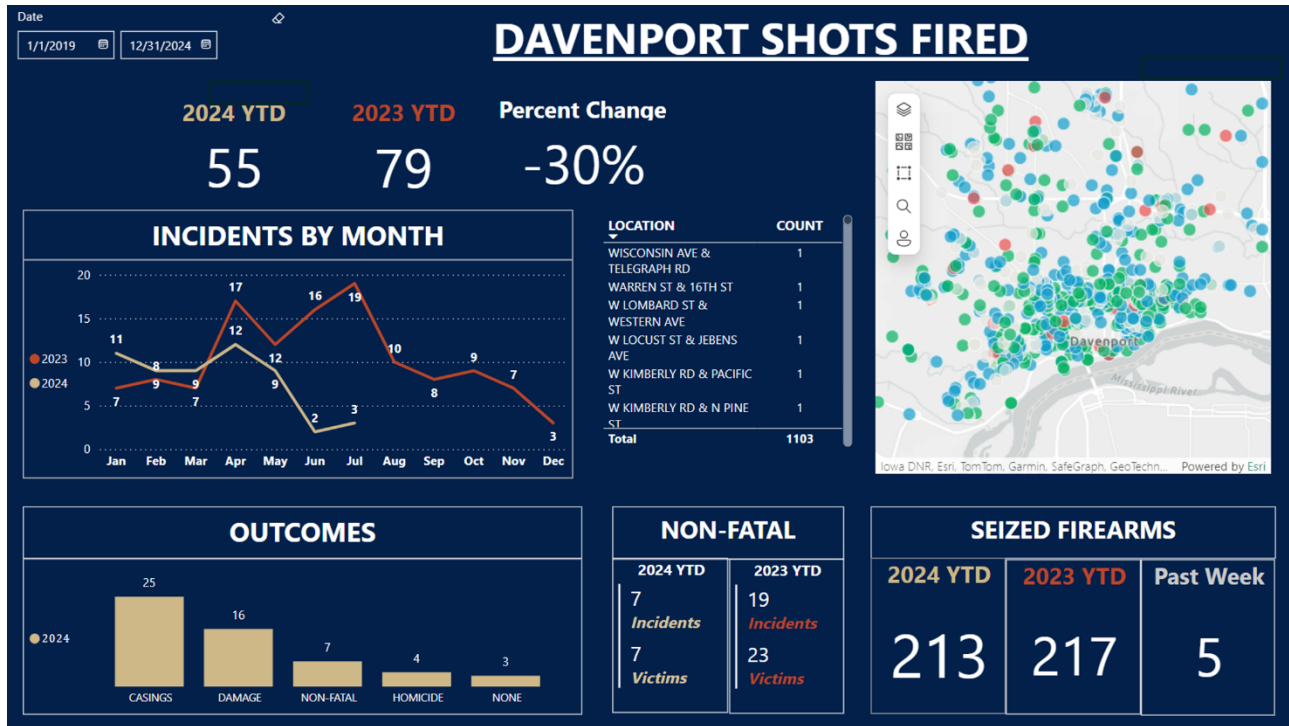 Date
1/1/2019
12/31/2024
DAVENPORT SHOTS FIRED
2024 YTD
2023 YTD
Percent Change
55
79
-30%
INCIDENTS BY MONTH
2023
2024
20
15
10
5
0
11
8
9
7
9
7
17
12
12
9
16
2
19
3
10
8
9
7
3
Jan Feb Mar Apr May Jun Jul Aug Sep Oct Nov Dec
LOCATION COUNT
WISCONSIN AVE & 1
TELEGRAPH RD
WARREN ST & 16TH ST 1
W LOMBARD ST & 1
WESTERN AVE
W LOCUST ST & JEBENS 1
AVE
W KIMBERLY RD & PACIFIC 1
ST
W KIMBERLY RD & N PINE 1
ST
Total 1103
Davenport
Mississippi River
Iowa DNR, Esri, TomTom, Garmin, SafeGraph, GeoTechn... Powered by Esri
OUTCOMES
2024
25
16
7
4
3
CASINGS DAMAGE NON-FATAL HOMICIDE NONE
NON-FATAL
2024 YTD 2023 YTD
7 19
Incidents Incidents
7 23
Victims Victims
SEIZED FIREARMS
2024 YTD 2023 YTD Past Week
213 217 5